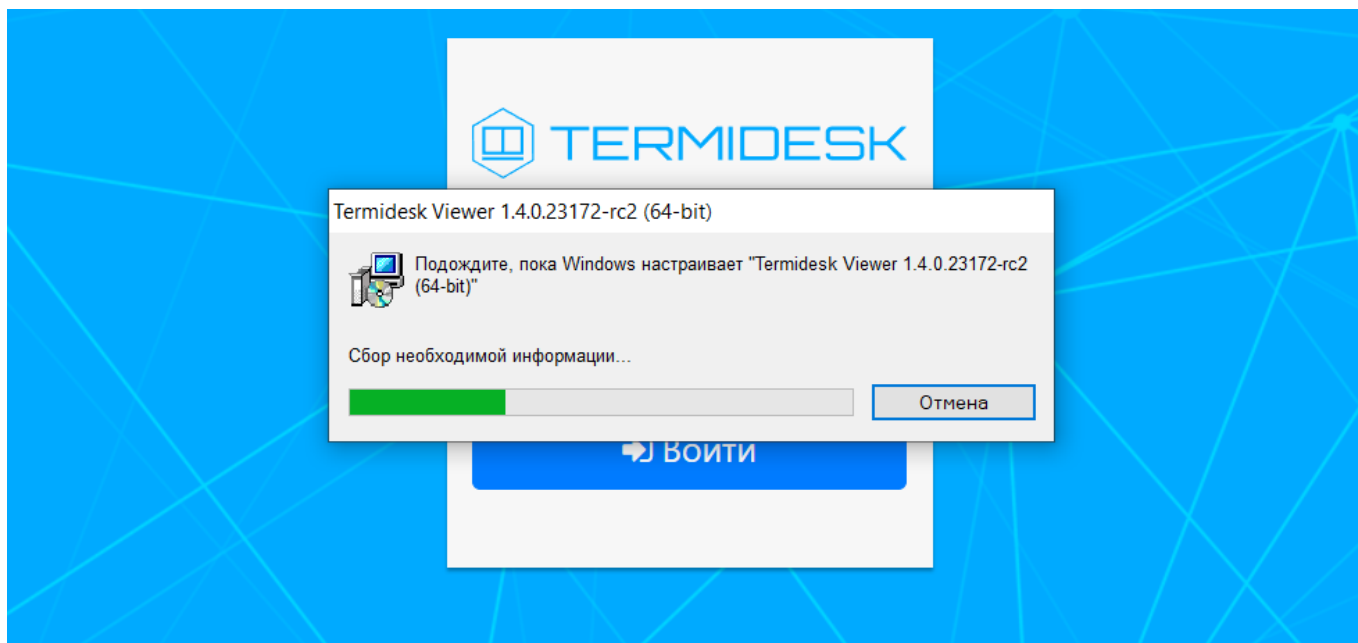 TERMIDESK
Termidesk Viewer 1.4.0.23172-rc2 (64-bit)
Подождите, пока Windows настраивает "Termidesk Viewer 1.4.0.23172-rc2
(64-bit)"
Сбор необходимой информации...
Отмена
Войти